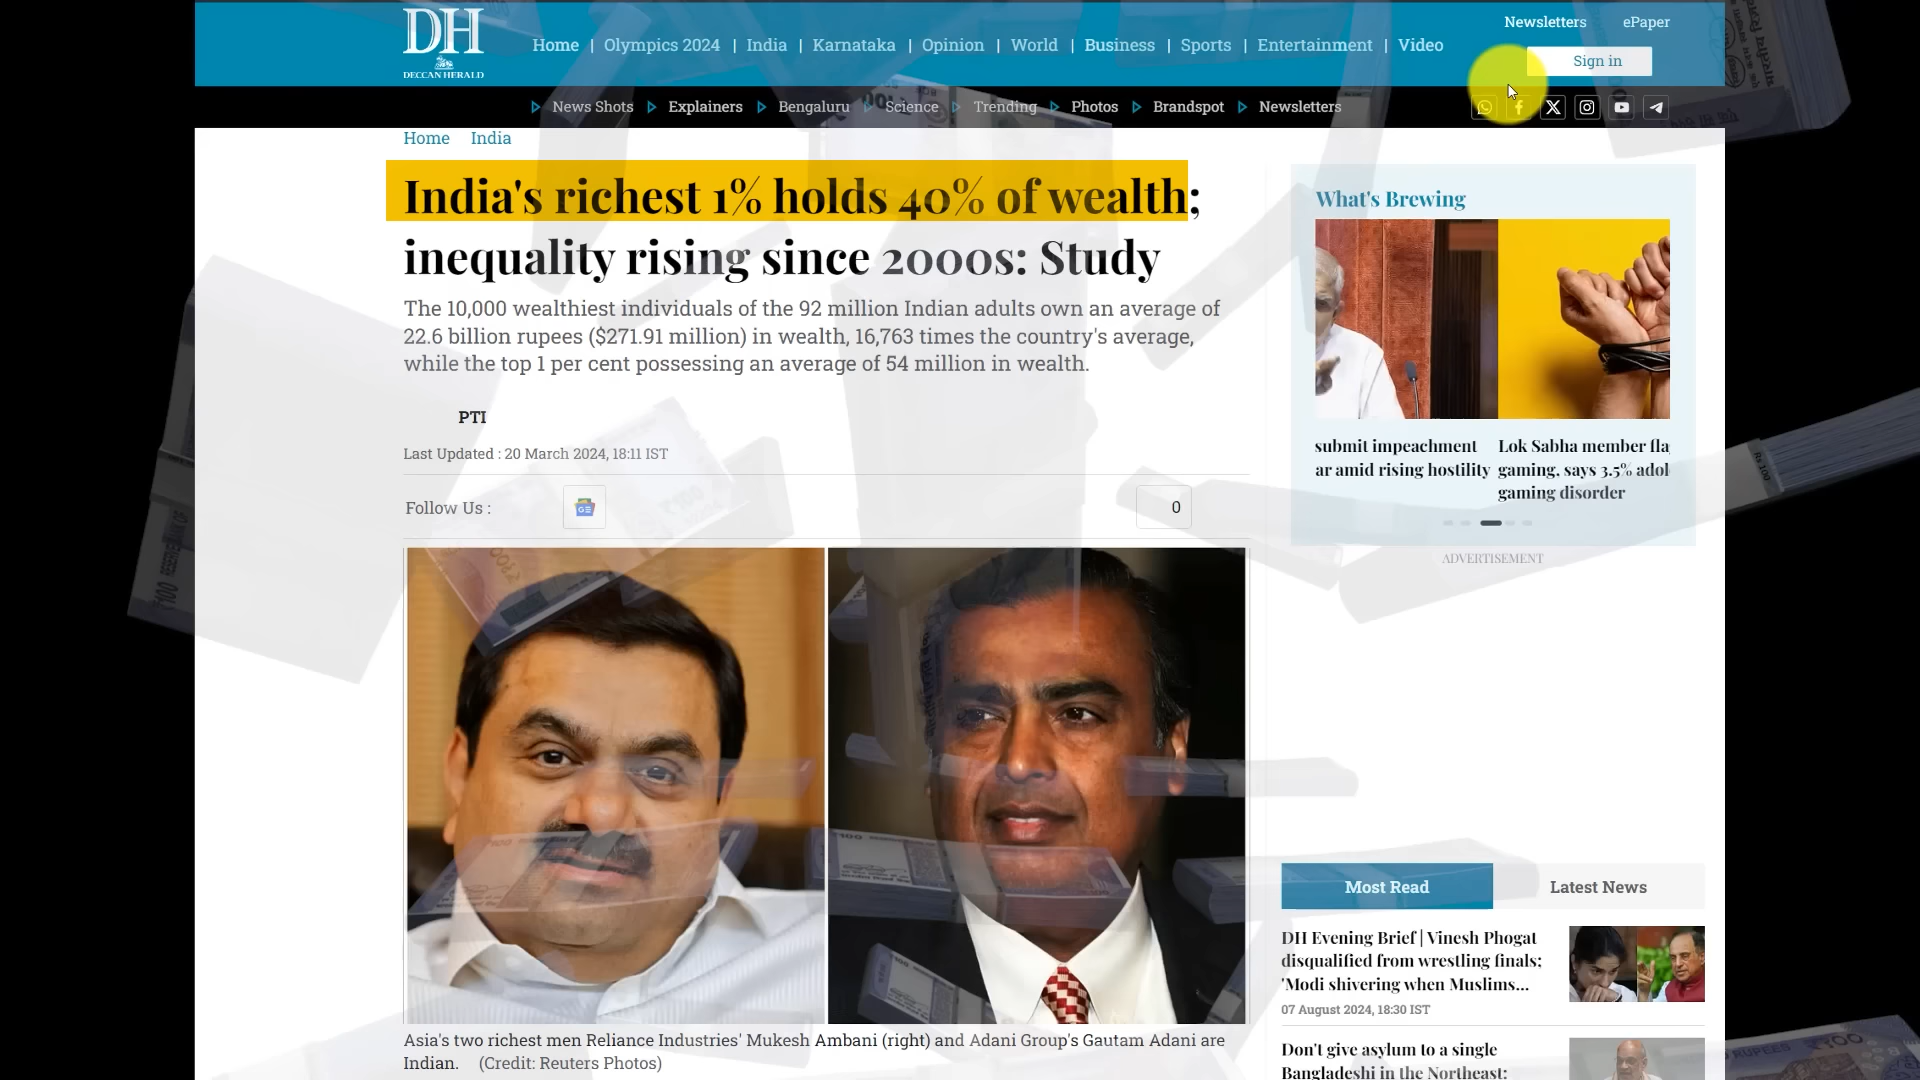 DH
DECCAN HERALD
Home | Olympics 2024 | India | Karnataka | Opinion | World | Business | Sports | Entertainment | Video
Newsletters ePaper
Sign in
News Shots Explainers Bengaluru Science Trending Photos Brandspot Newsletters
Home India
India's richest 1% holds 40% of wealth;
inequality rising since 2000s: Study
The 10,000 wealthiest individuals of the 92 million Indian adults own an average of
22.6 billion rupees ($271.91 million) in wealth, 16,763 times the country's average,
while the top 1 per cent possessing an average of 54 million in wealth.
PTI
Last Updated : 20 March 2024, 18:11 IST
Follow Us :
0
Asia's two richest men Reliance Industries' Mukesh Ambani (right) and Adani Group's Gautam Adani are
Indian. (Credit: Reuters Photos)
What's Brewing
submit impeachment
ar amid rising hostility
Lok Sabha member fla
gaming, says 3.5% adol
gaming disorder
ADVERTISEMENT
Most Read Latest News
DH Evening Brief | Vinesh Phogat
disqualified from wrestling finals;
'Modi shivering when Muslims...
07 August 2024, 18:30 IST
Don't give asylum to a single
Bangladeshi in the Northeast: